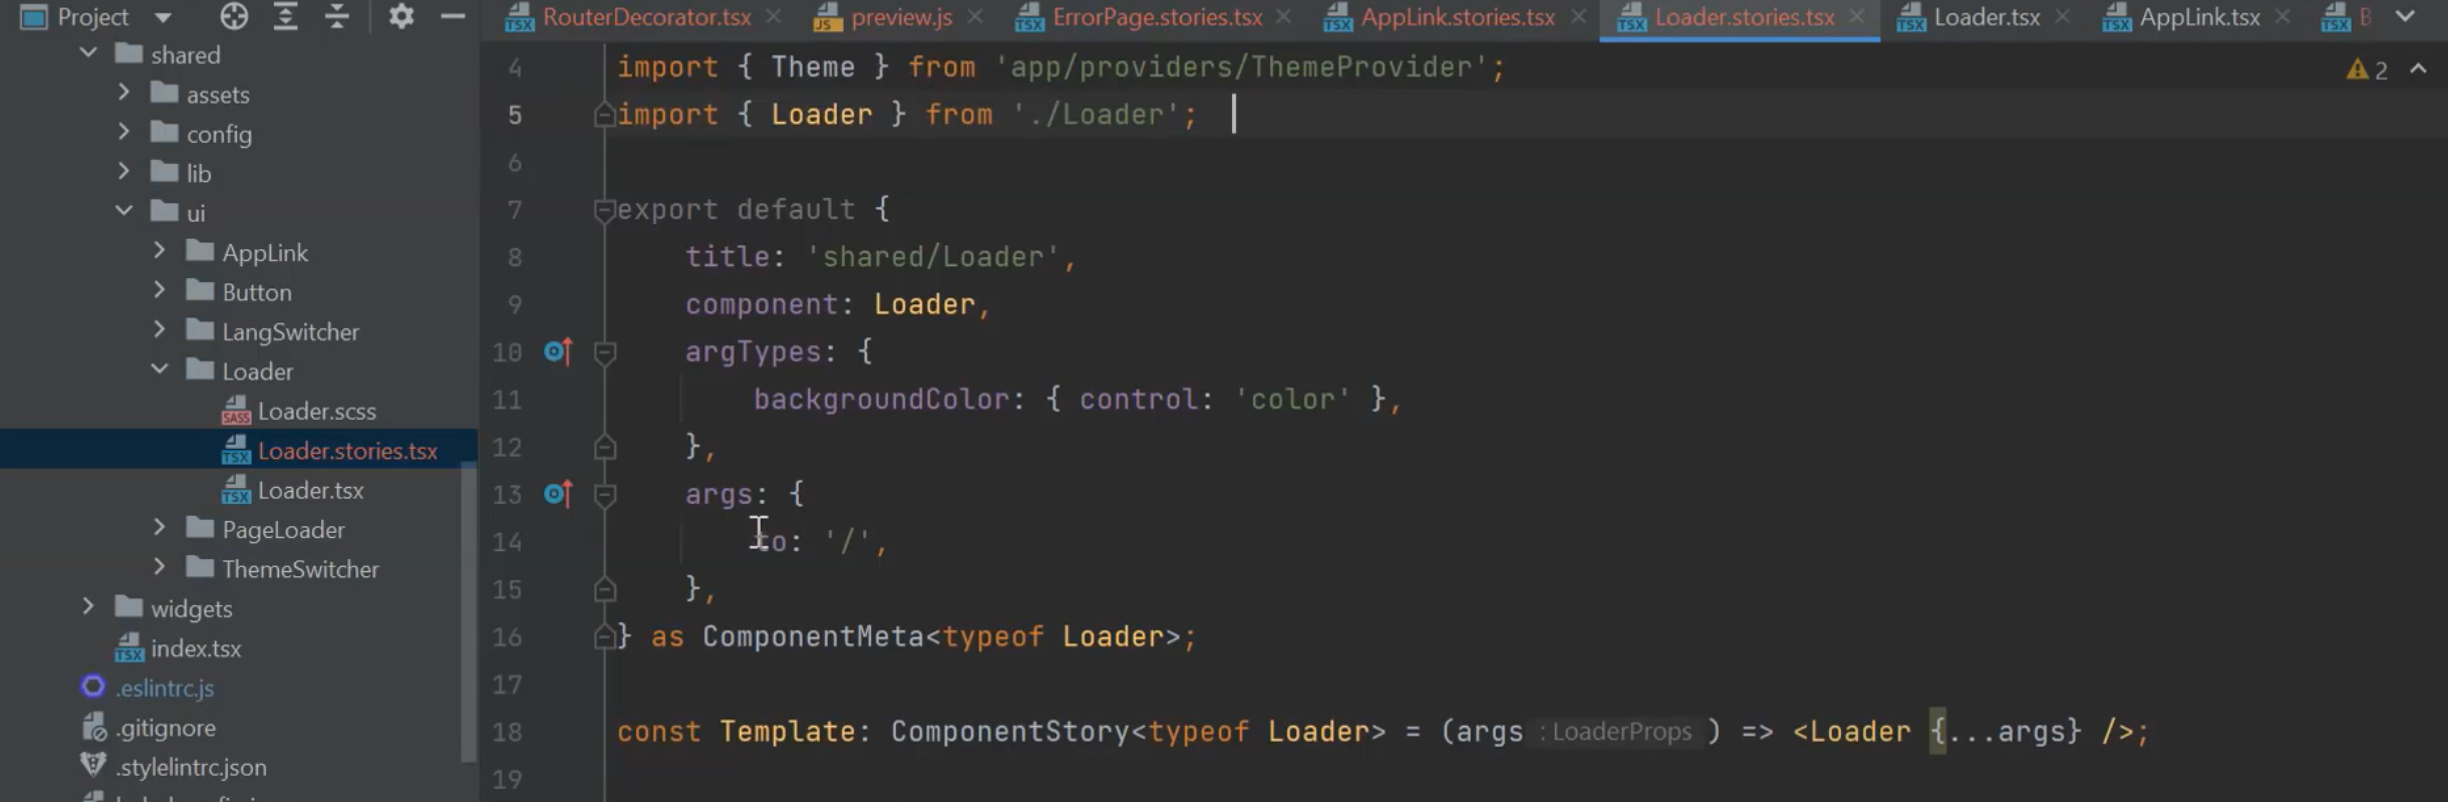 Project
RouterDecorator.tsx
preview.js
ErrorPage.stories.tsx
AppLink.stories.tsx
Loader.stories.tsx
Loader.tsx
AppLink.tsx
B
shared
assets
config
lib
ui
AppLink
Button
LangSwitcher
Loader
Loader.scss
Loader.stories.tsx
Loader.tsx
PageLoader
ThemeSwitcher
widgets
index.tsx
.eslintrc.js
.gitignore
.stylelintrc.json
2
4 import { Theme } from 'app/providers/ThemeProvider';
5 import { Loader } from './Loader';
6
7 export default {
8 title: 'shared/Loader',
9 component: Loader,
10 argTypes: {
11 backgroundColor: { control: 'color' },
12 },
13 args: {
14 to: '/',
15 },
16 } as ComponentMeta<typeof Loader>;
17
18 const Template: ComponentStory<typeof Loader> = (args :LoaderProps ) => <Loader {...args} />;
19